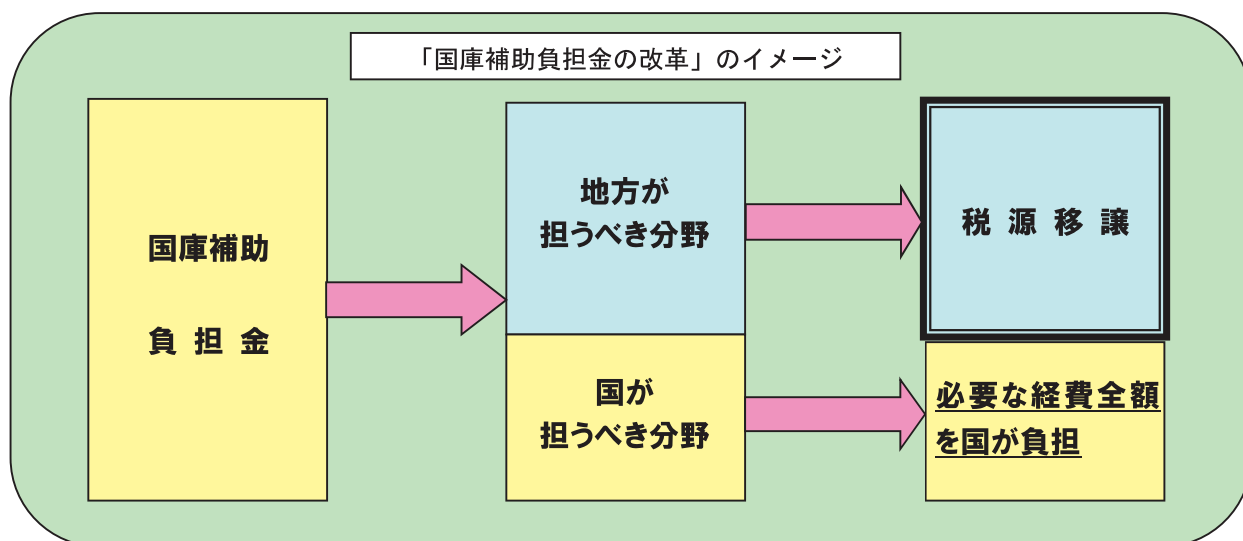 「国庫補助負担金の改革」のイメージ
国庫補助
負担金
地方が
担うべき分野
国が
担うべき分野
税源移譲
必要な経費全額
を国が負担